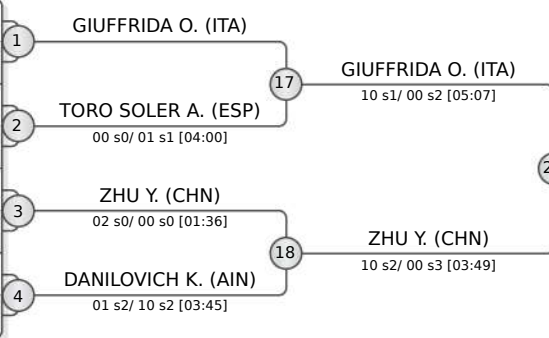 GIUFFRIDA O. (ITA)
1
17
GIUFFRIDA O. (ITA)
10 s1/ 00 s2 [05:07]
TORO SOLER A. (ESP)
2
00 s0/ 01 s1 [04:00]
ZHU Y. (CHN)
3
02 s0/ 00 s0 [01:36]
18
ZHU Y. (CHN)
10 s2/ 00 s3 [03:49]
DANILOVICH K. (AIN)
4
01 s2/ 10 s2 [03:45]